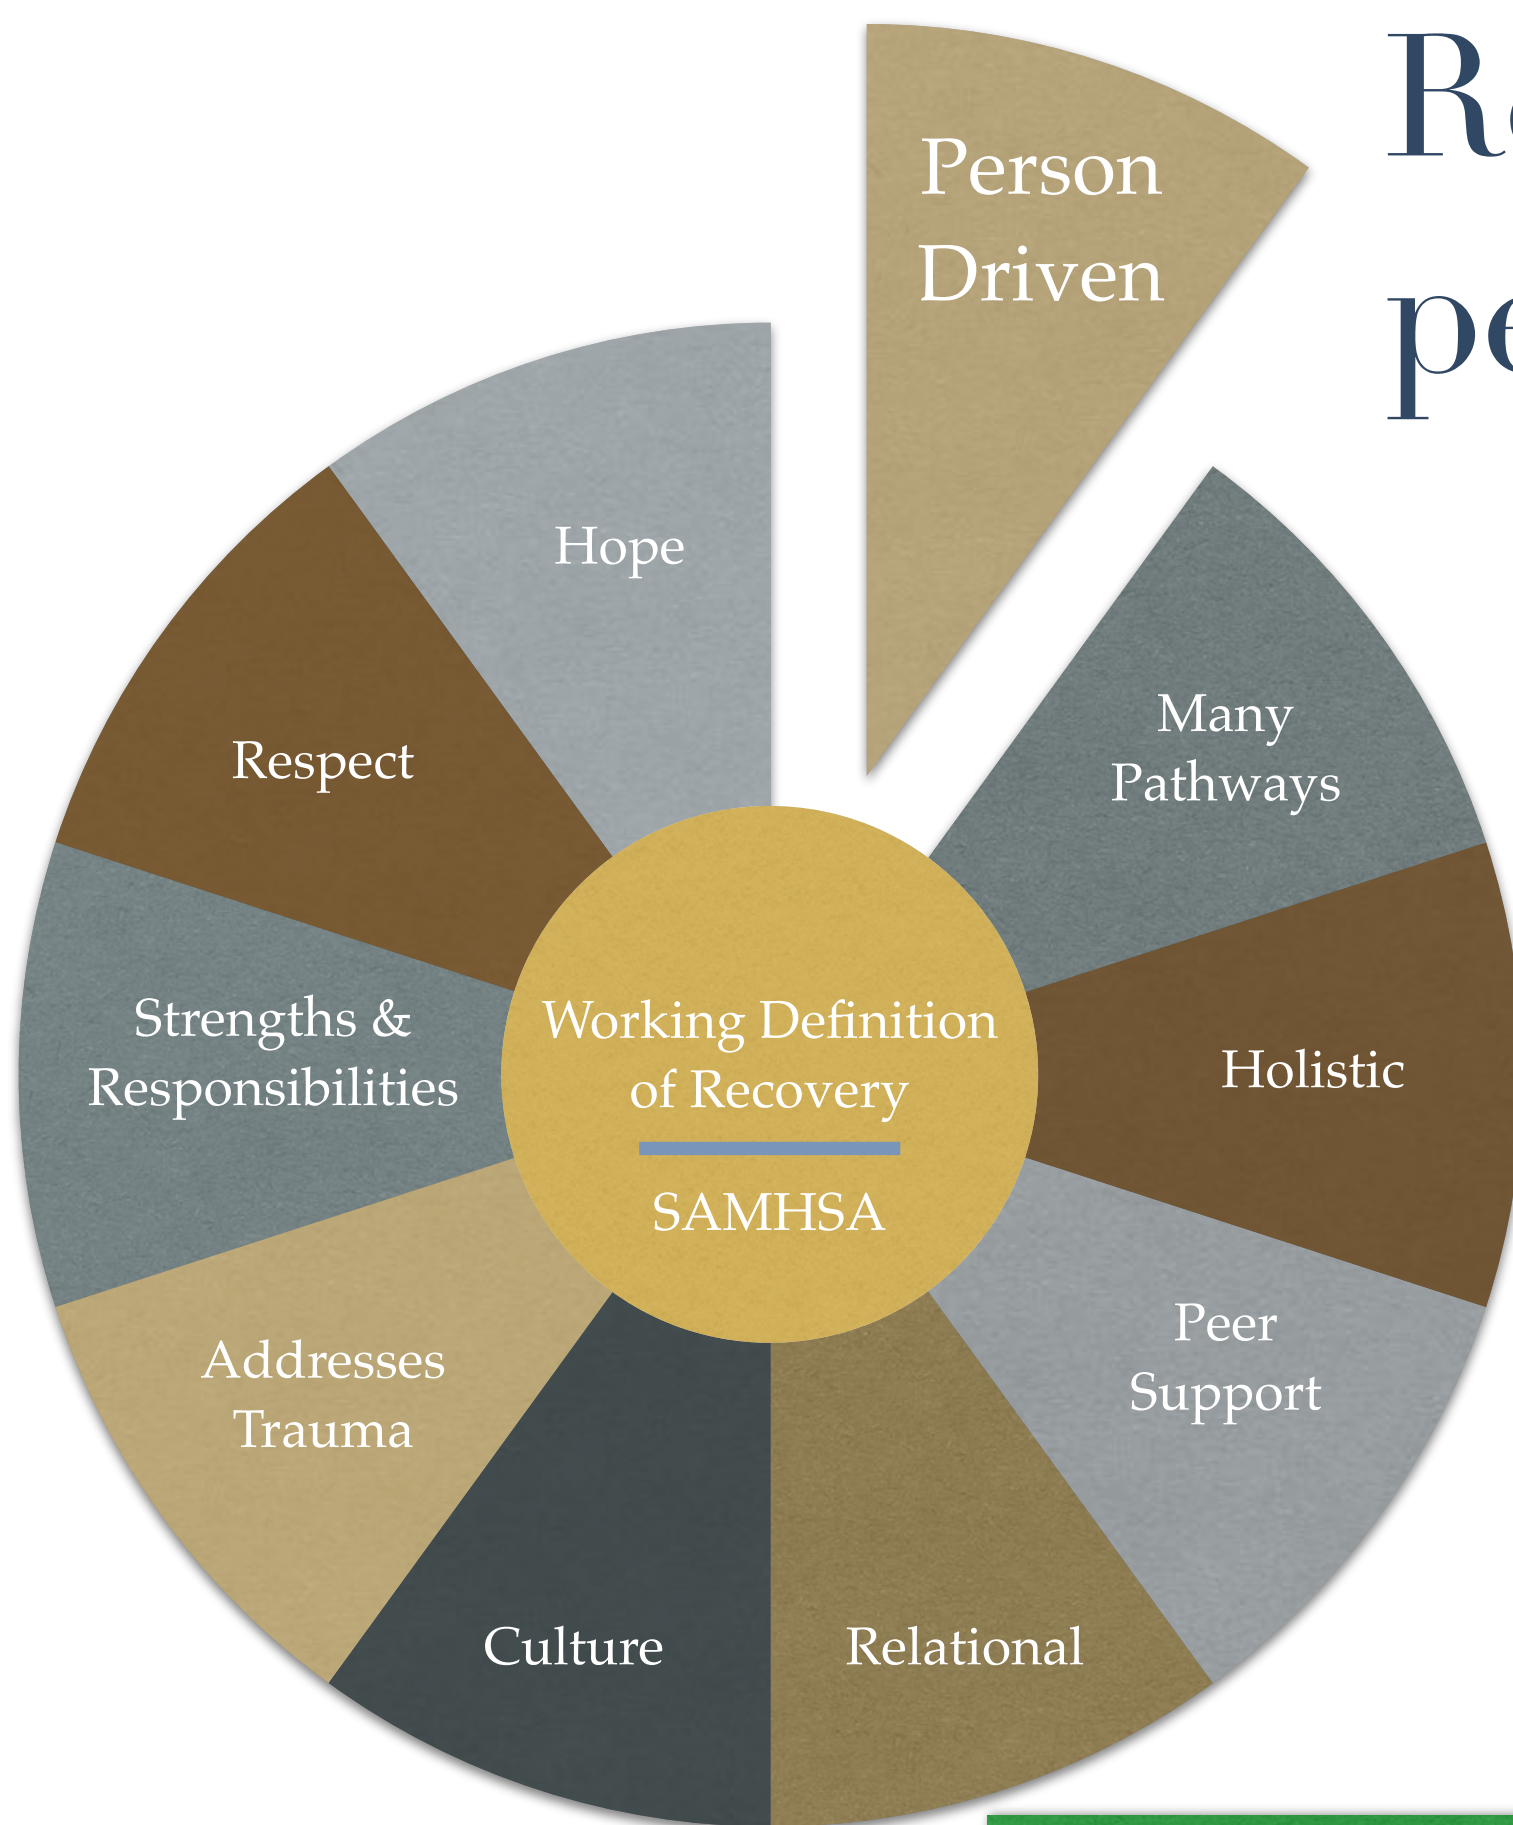 Person
Driven
Hope
Many
Pathways
Respect
Strengths &
Responsibilities
Working Definition
of Recovery
SAMHSA
Holistic
Addresses
Trauma
Peer
Support
Culture
Relational